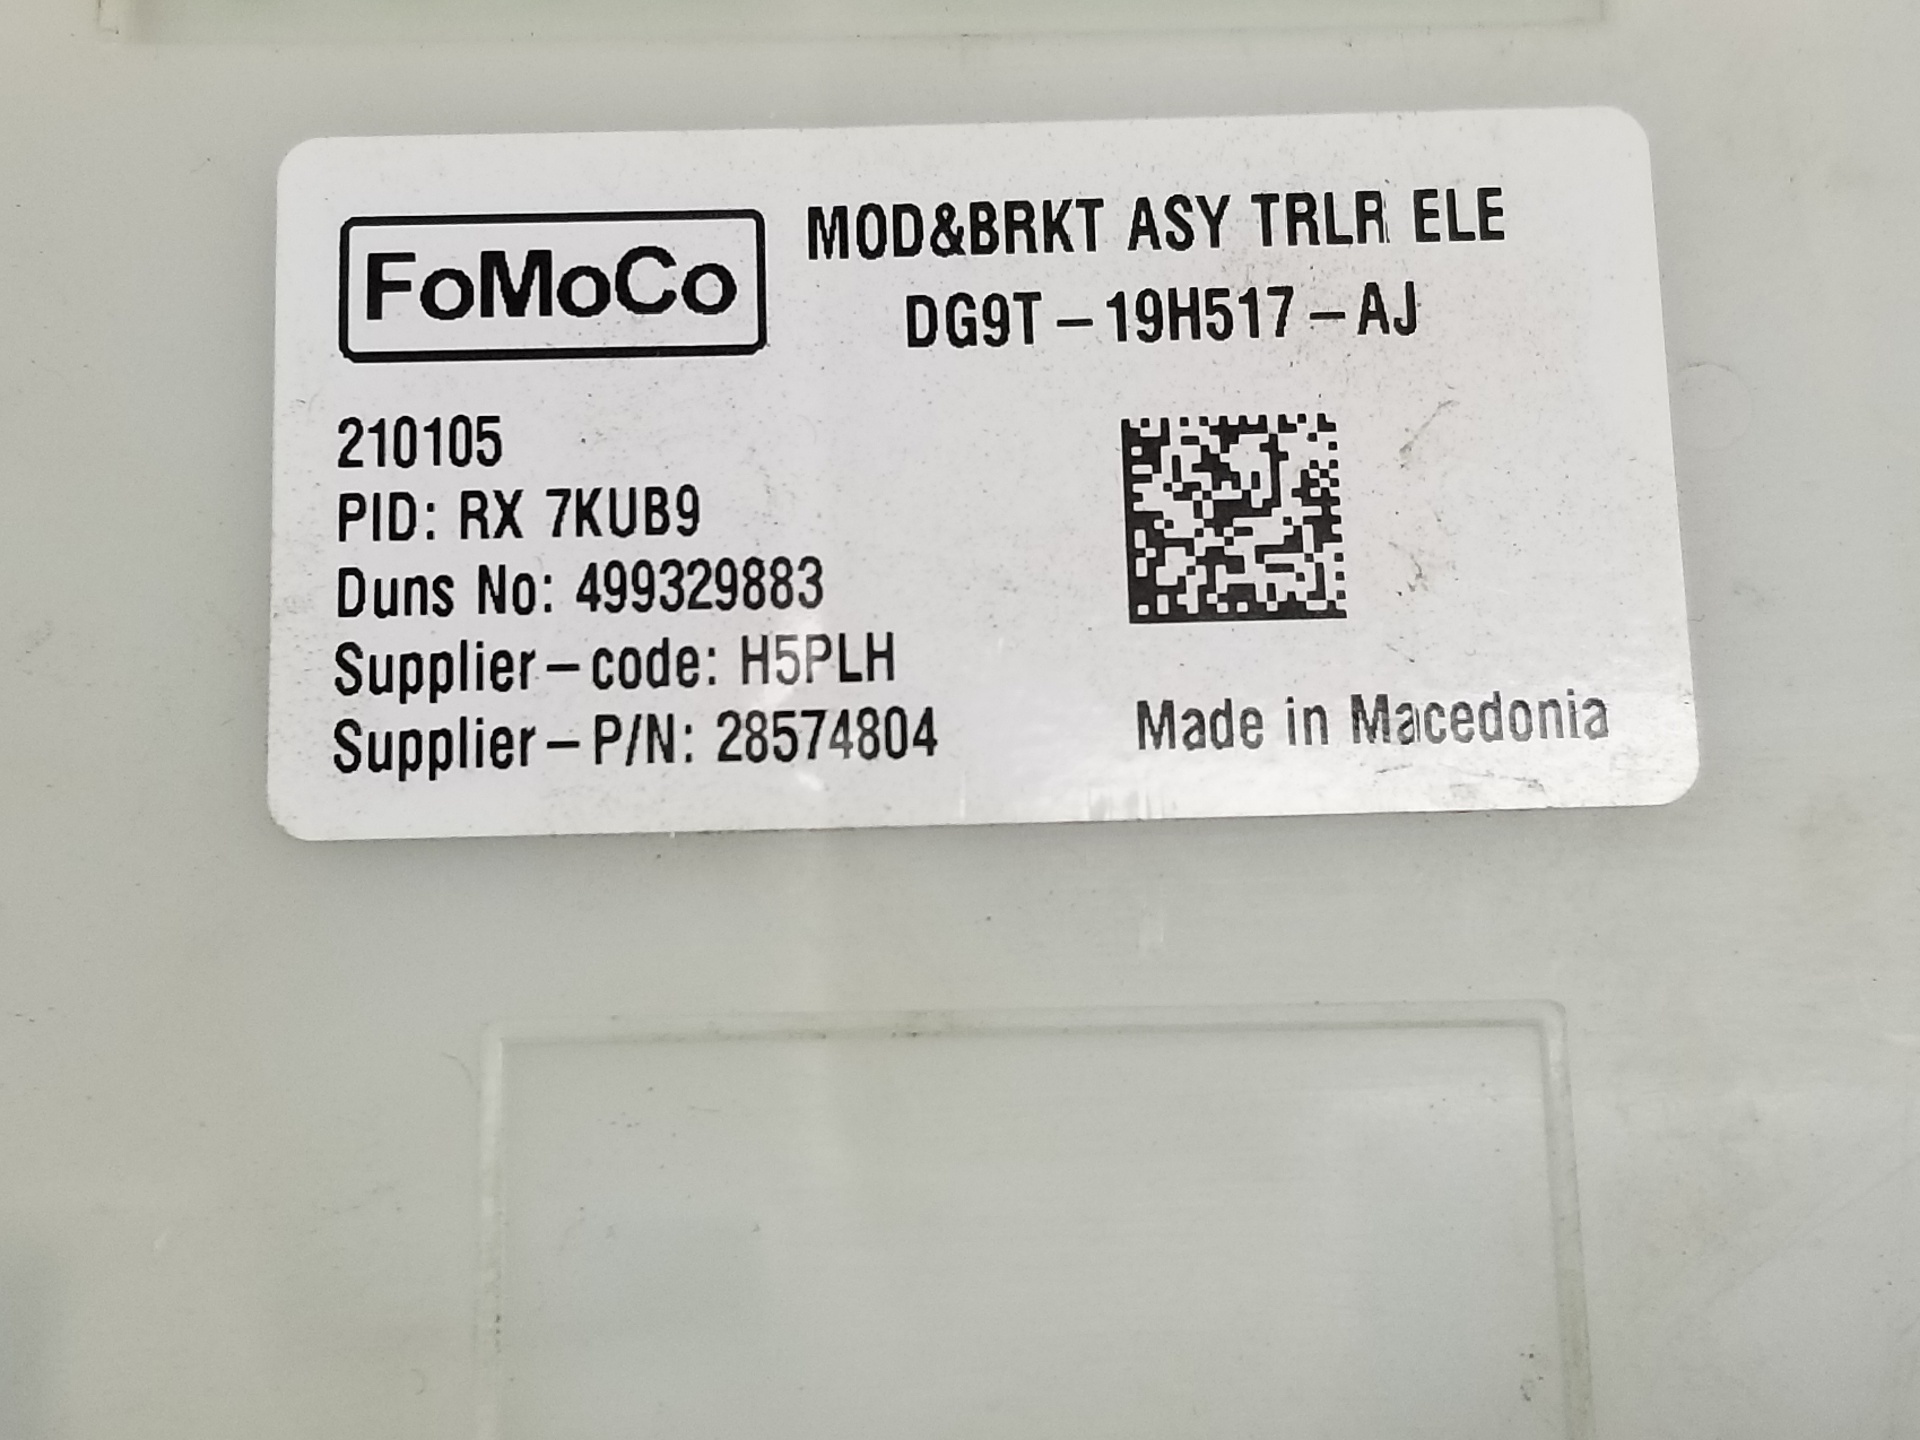 FoMoCo
MOD&BRKT ASY TRLR ELE
DG9T-19H517-AJ
210105
PID: RX 7KUB9
Duns No: 499329883
Supplier-code: H5PLH
Supplier-P/N: 28574804
Made in Macedonia